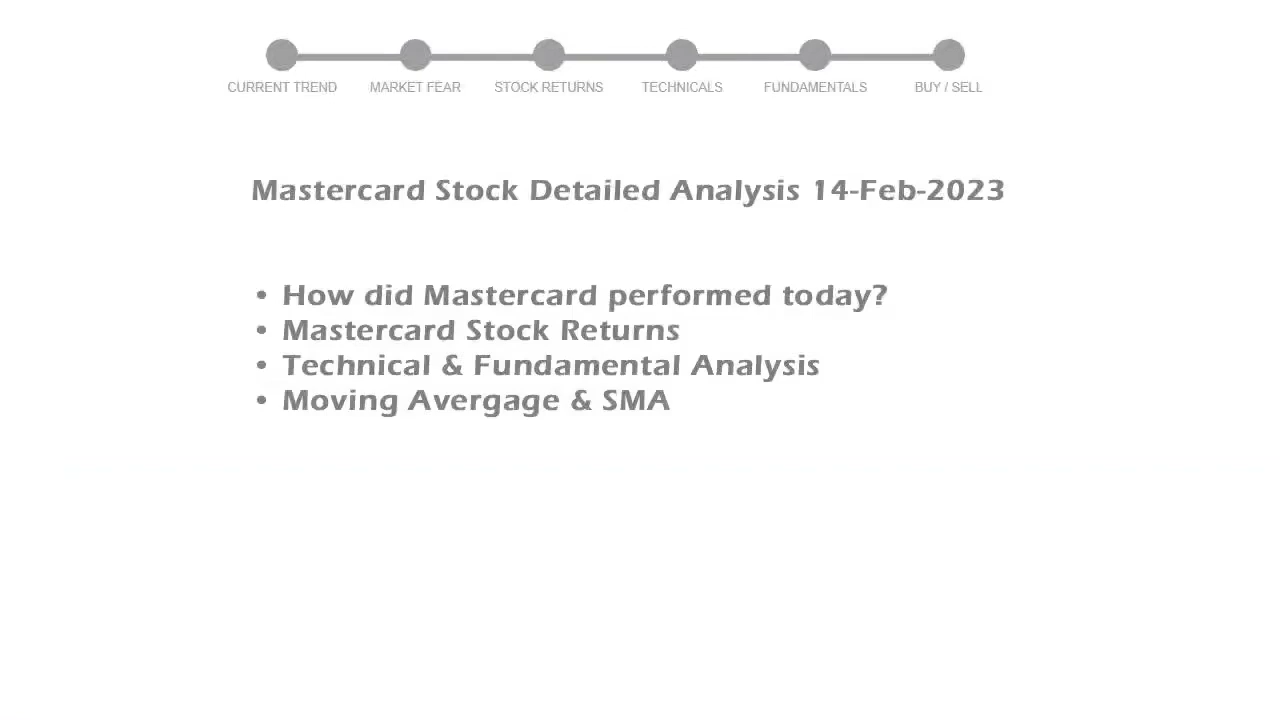 CURRENT TREND MARKET FEAR STOCK RETURNS TECHNICALS FUNDAMENTALS BUY / SELL
Mastercard Stock Detailed Analysis 14-Feb-2023
• How did Mastercard performed today?
• Mastercard Stock Returns
• Technical & Fundamental Analysis
• Moving Avergage & SMA